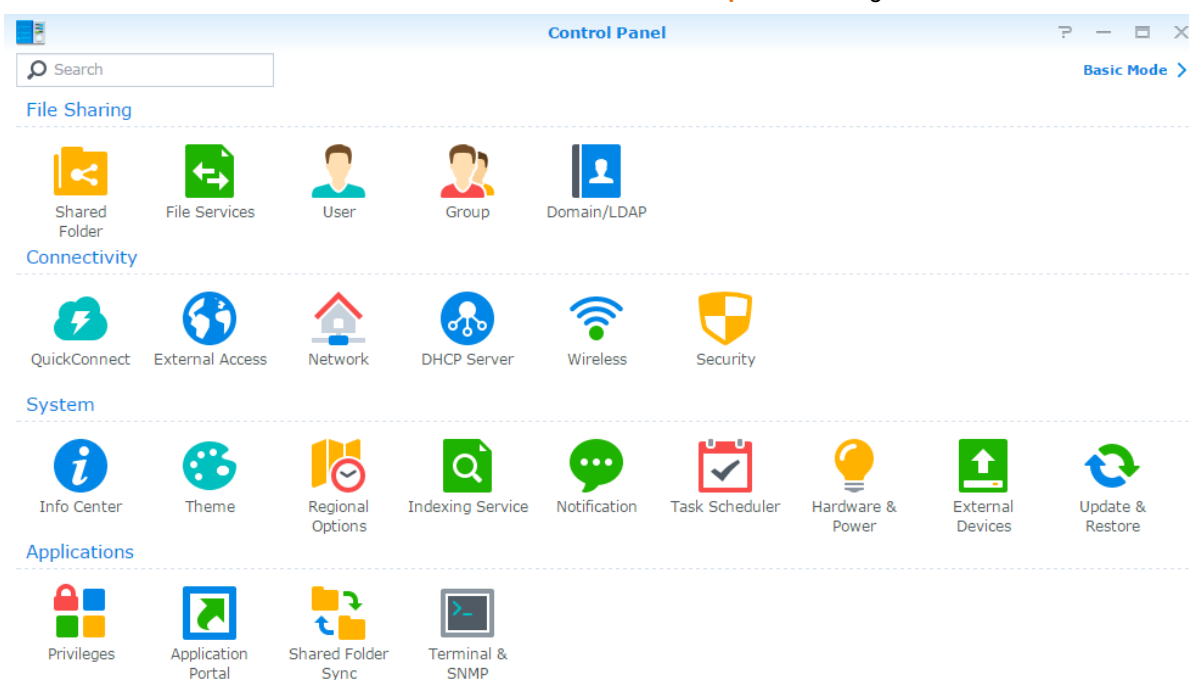 Control Panel
Search
Basic Mode
File Sharing
Shared Folder
File Services
User
Group
Domain/LDAP
Connectivity
QuickConnect
External Access
Network
DHCP Server
Wireless
Security
System
Info Center
Theme
Regional Options
Indexing Service
Notification
Task Scheduler
Hardware & Power
External Devices
Update & Restore
Applications
Privileges
Application Portal
Shared Folder Sync
Terminal & SNMP